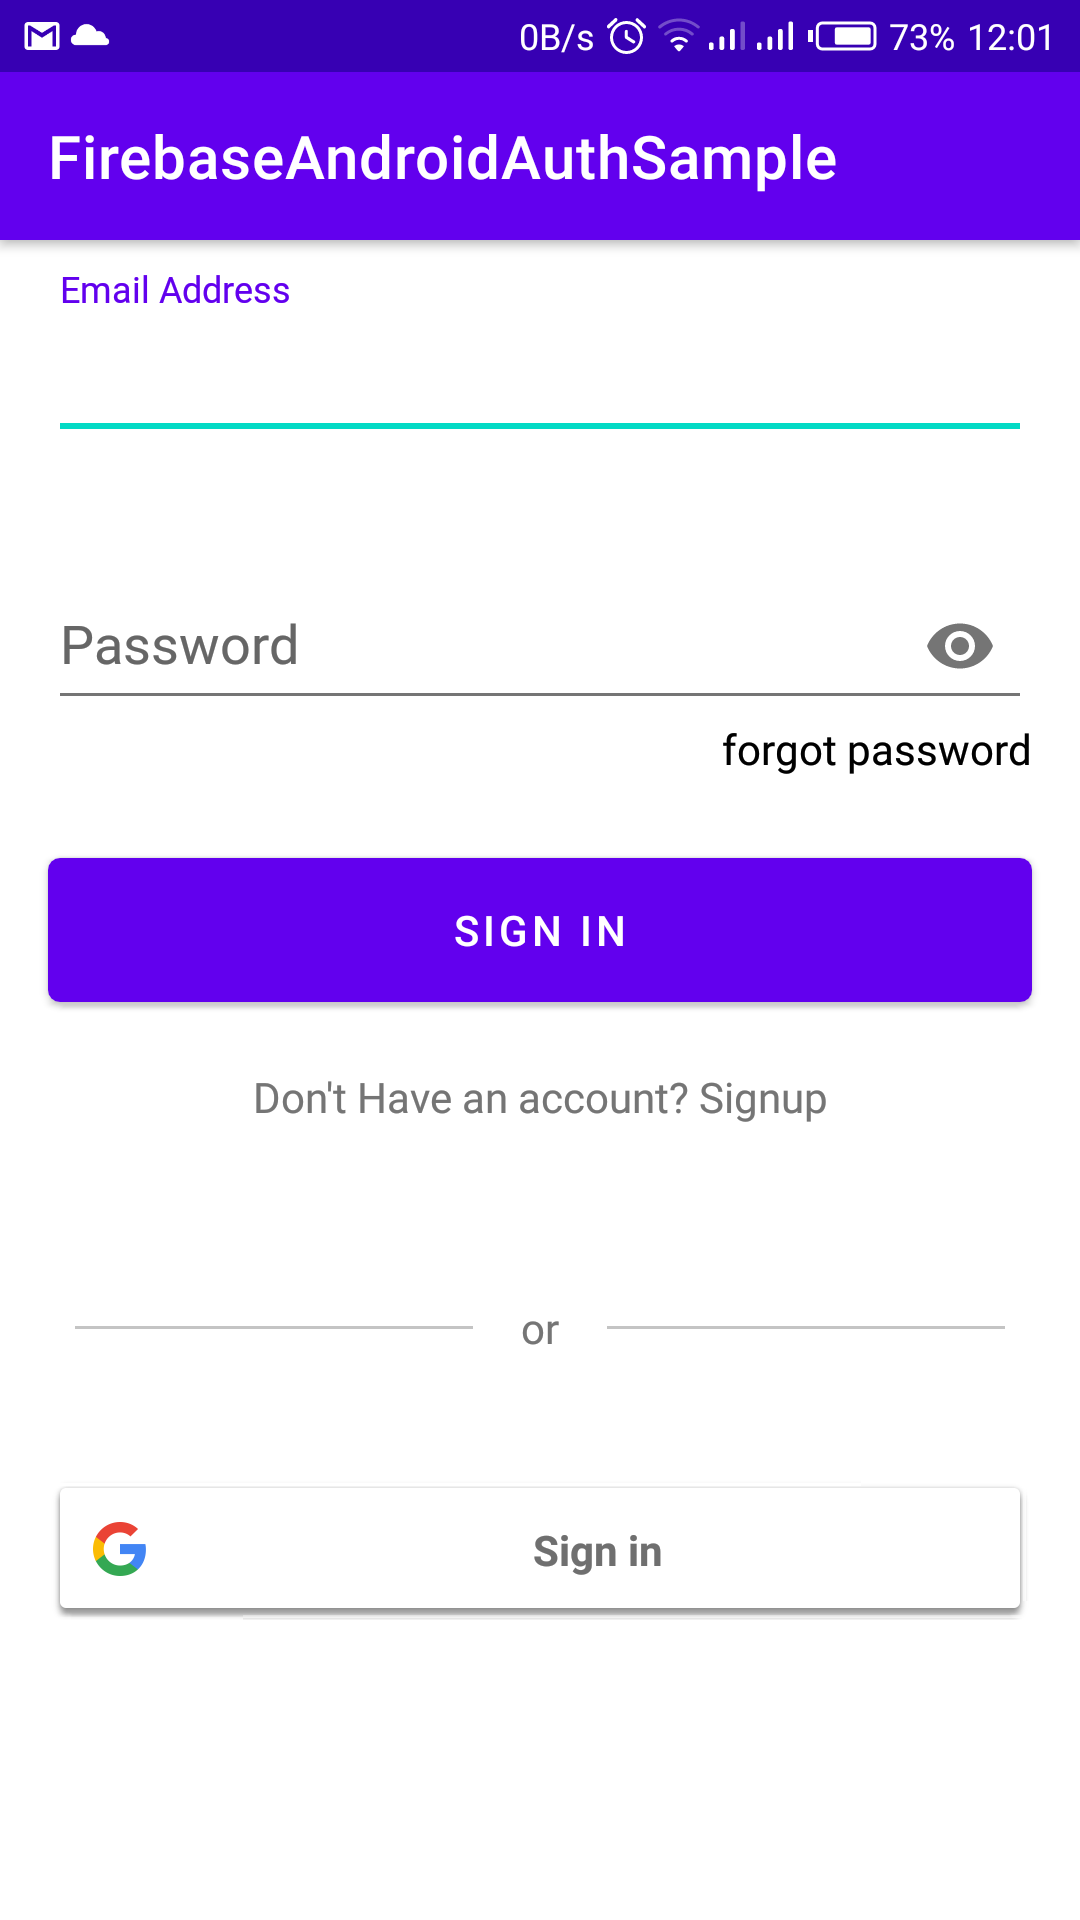 0B/s 73% 12:01
FirebaseAndroidAuthSample
Email Address
Password
forgot password
SIGN IN
Don't Have an account? Signup
or
Sign in